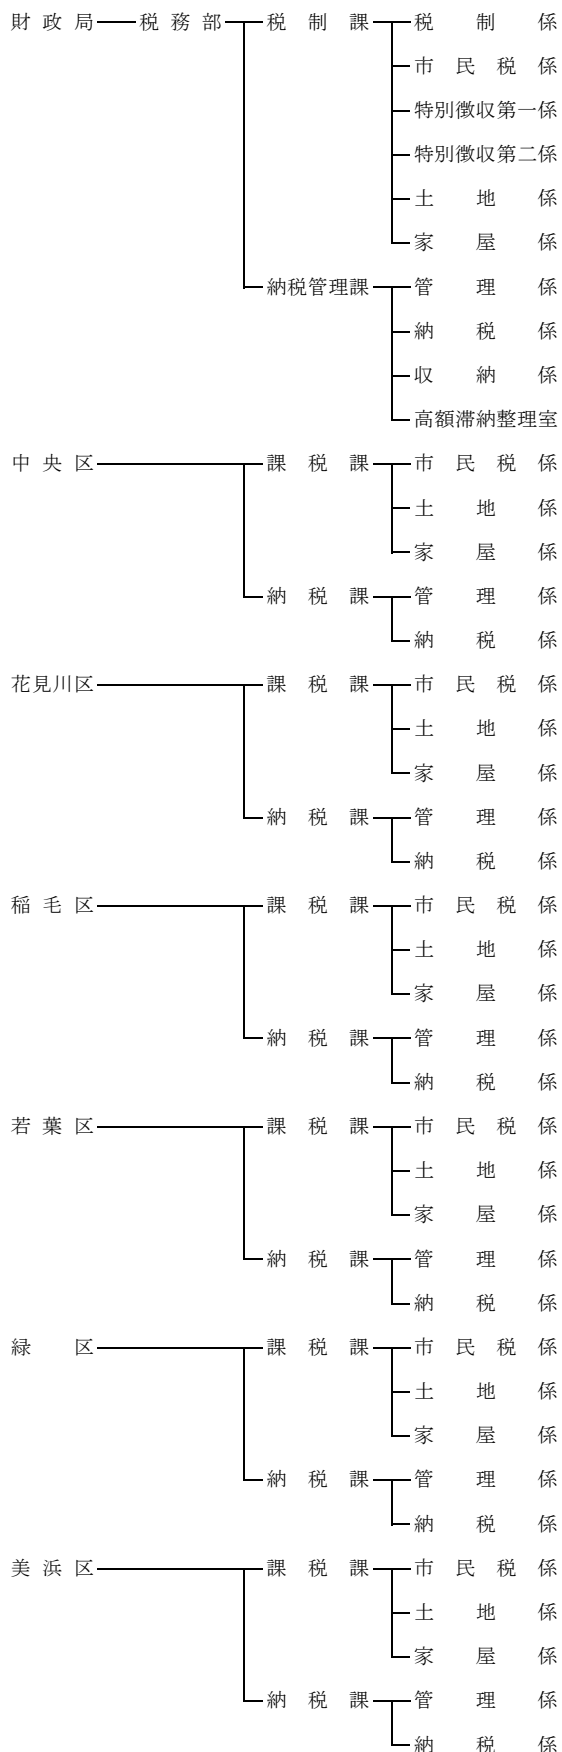 財政局 税務部 税制課 税制係
市民税係
特別徴収第一係
特別徴収第二係
土地係
家屋係
納税管理課 管理係
納税係
収納係
高額滞納整理室
中央区 課税課 市民税係
土地係
家屋係
納税課 管理係
納税係
花見川区 課税課 市民税係
土地係
家屋係
納税課 管理係
納税係
稲毛区 課税課 市民税係
土地係
家屋係
納税課 管理係
納税係
若葉区 課税課 市民税係
土地係
家屋係
納税課 管理係
納税係
緑区 課税課 市民税係
土地係
家屋係
納税課 管理係
納税係
美浜区 課税課 市民税係
土地係
家屋係
納税課 管理係
納税係